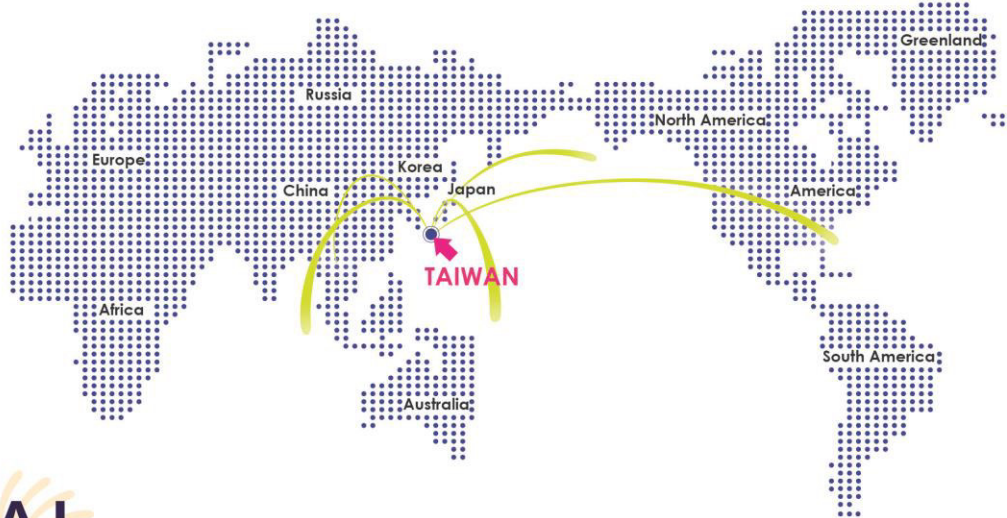 Greenland
Russia
North America
Europe
Korea
China
Japan
America
TAIWAN
Africa
South America
Australia